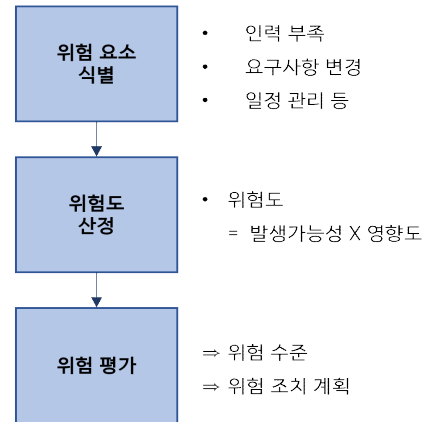 위험 요소
식별
• 인력 부족
• 요구사항 변경
• 일정 관리 등
위험도
산정
• 위험도
= 발생가능성 X 영향도
위험 평가
⇒ 위험 수준
⇒ 위험 조치 계획